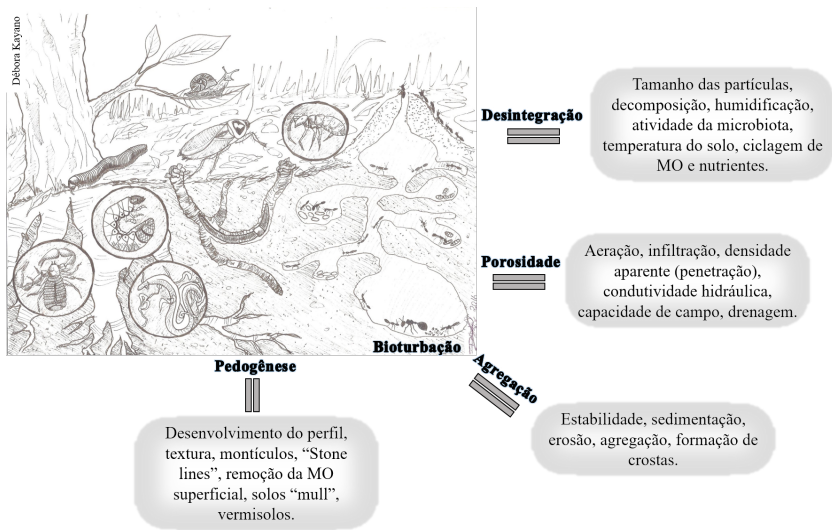 Débora Kayano
Desintegração
Tamanho das partículas,
decomposição, humidificação,
atividade da microbiota,
temperatura do solo, ciclagem de
MO e nutrientes.
Porosidade
Aeração, infiltração, densidade
aparente (penetração),
condutividade hidráulica,
capacidade de campo, drenagem.
Bioturbação
Agregação
Estabilidade, sedimentação,
erosão, agregação, formação de
crostas.
Pedogênese
Desenvolvimento do perfil,
textura, montículos, “Stone
lines”, remoção da MO
superficial, solos “mull”,
vermisolos.